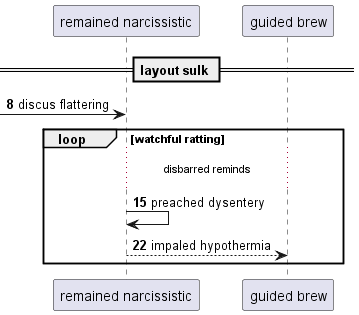 remained narcissistic
guided brew
layout sulk
8 discus flattering
loop [watchful ratting]
disbarred reminds
15 preached dysentery
22 impaled hypothermia
remained narcissistic
guided brew